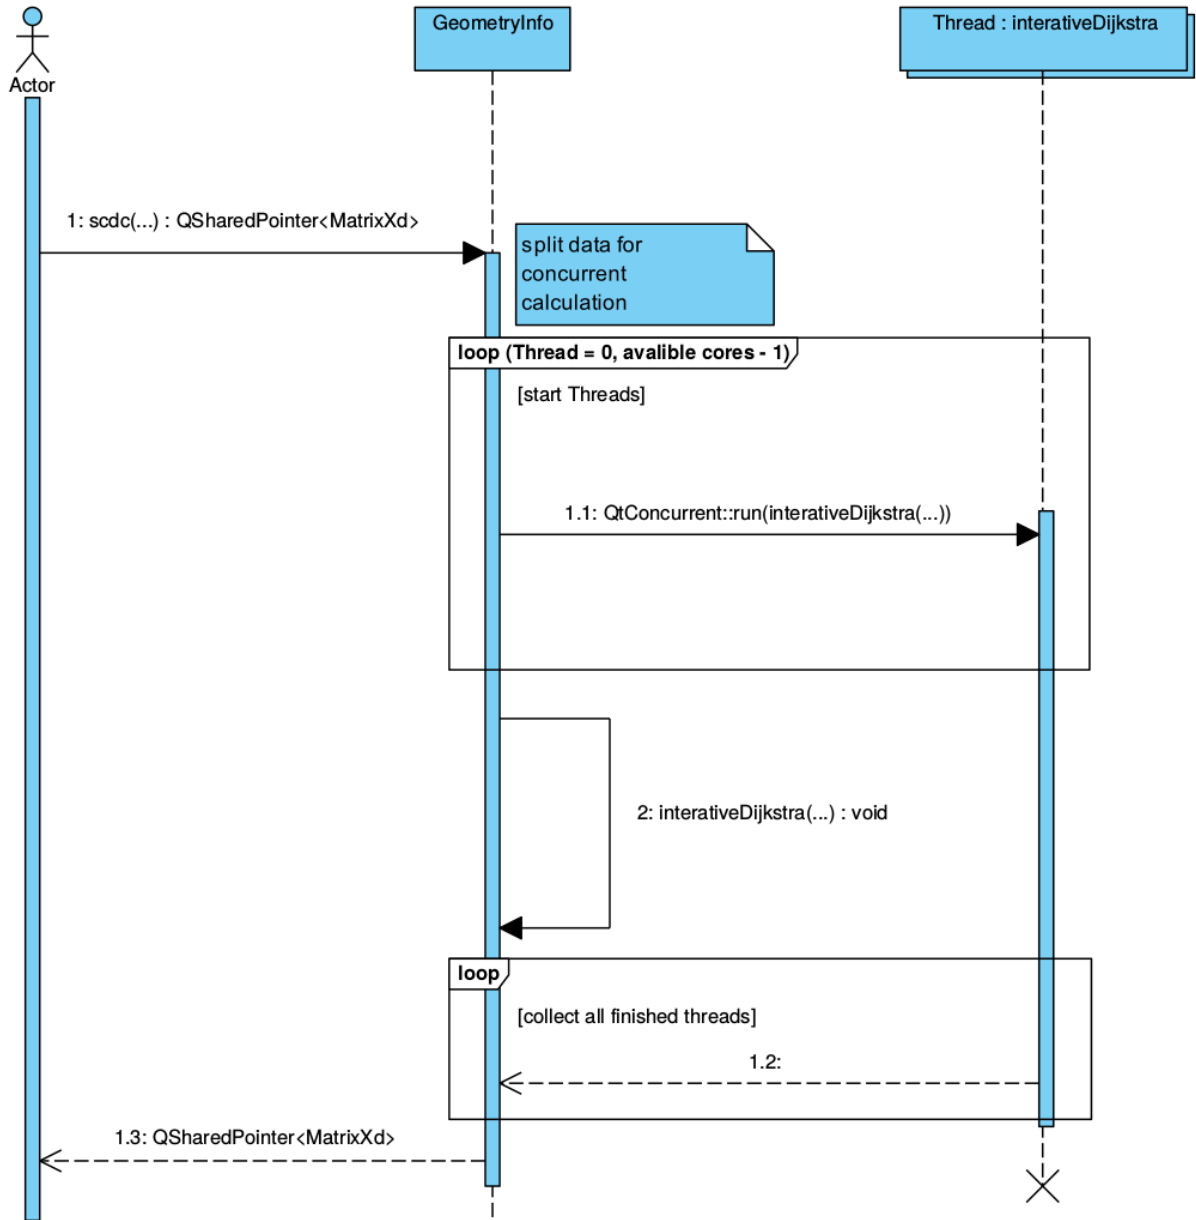 GeometryInfo
Thread : interativeDijkstra
Actor
1: scdc(...) : QSharedPointer<MatrixXd>
split data for
concurrent
calculation
loop (Thread = 0, avalible cores - 1)
[start Threads]
1.1: QtConcurrent::run(interativeDijkstra(...))
2: interativeDijkstra(...) : void
loop
[collect all finished threads]
1.2:
1.3: QSharedPointer<MatrixXd>